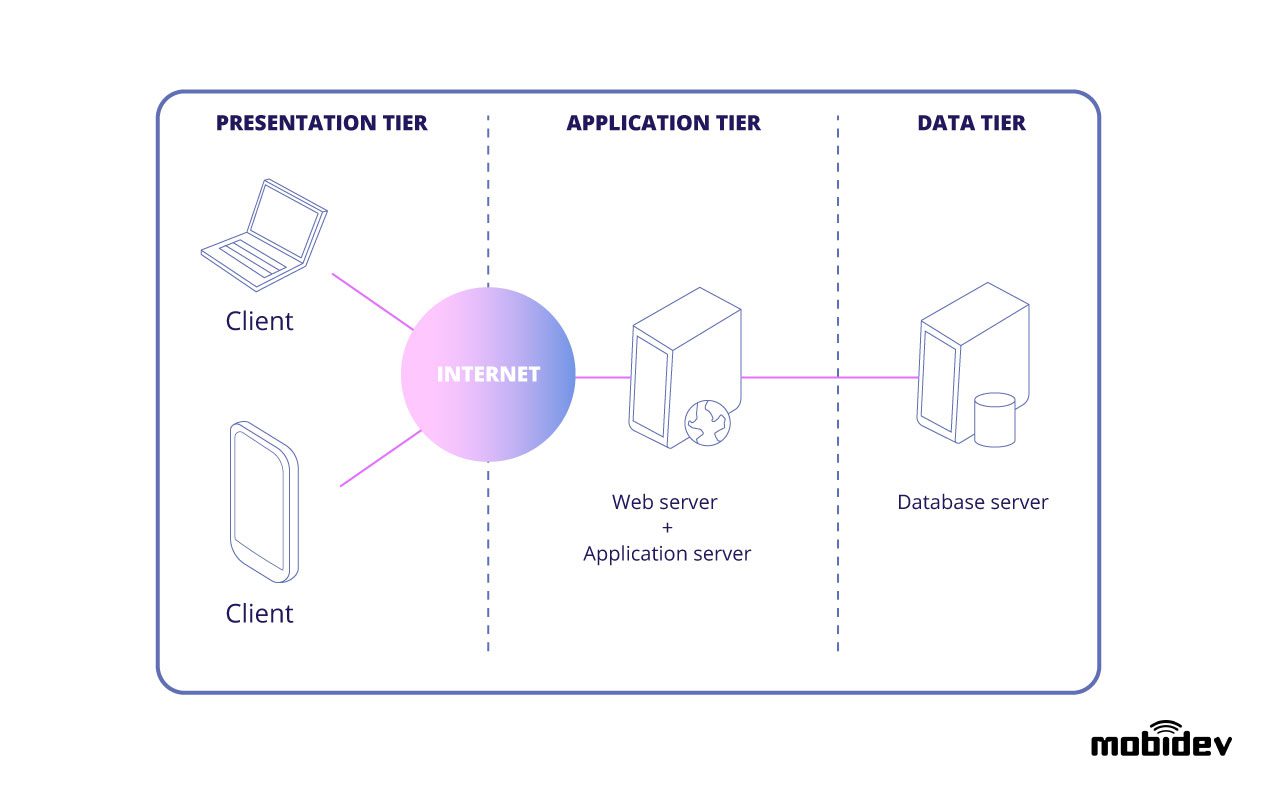 PRESENTATION TIER
APPLICATION TIER
DATA TIER
Client
INTERNET
Client
Web server
+
Application server
Database server
mobidev